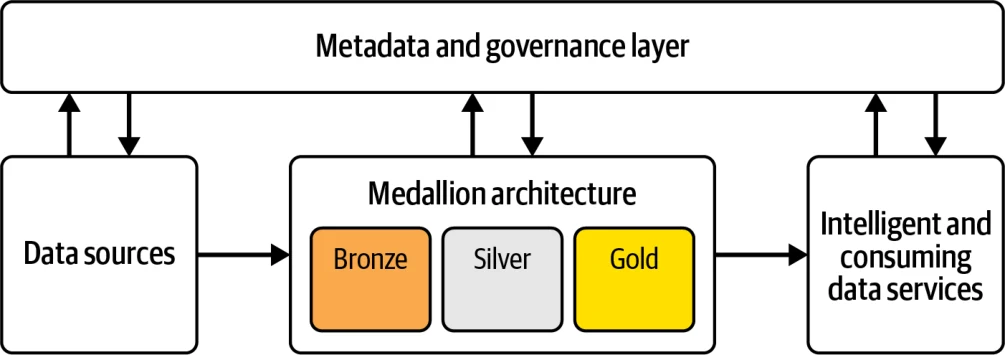 Metadata and governance layer
Data sources
Medallion architecture
Bronze
Silver
Gold
Intelligent and
consuming
data services